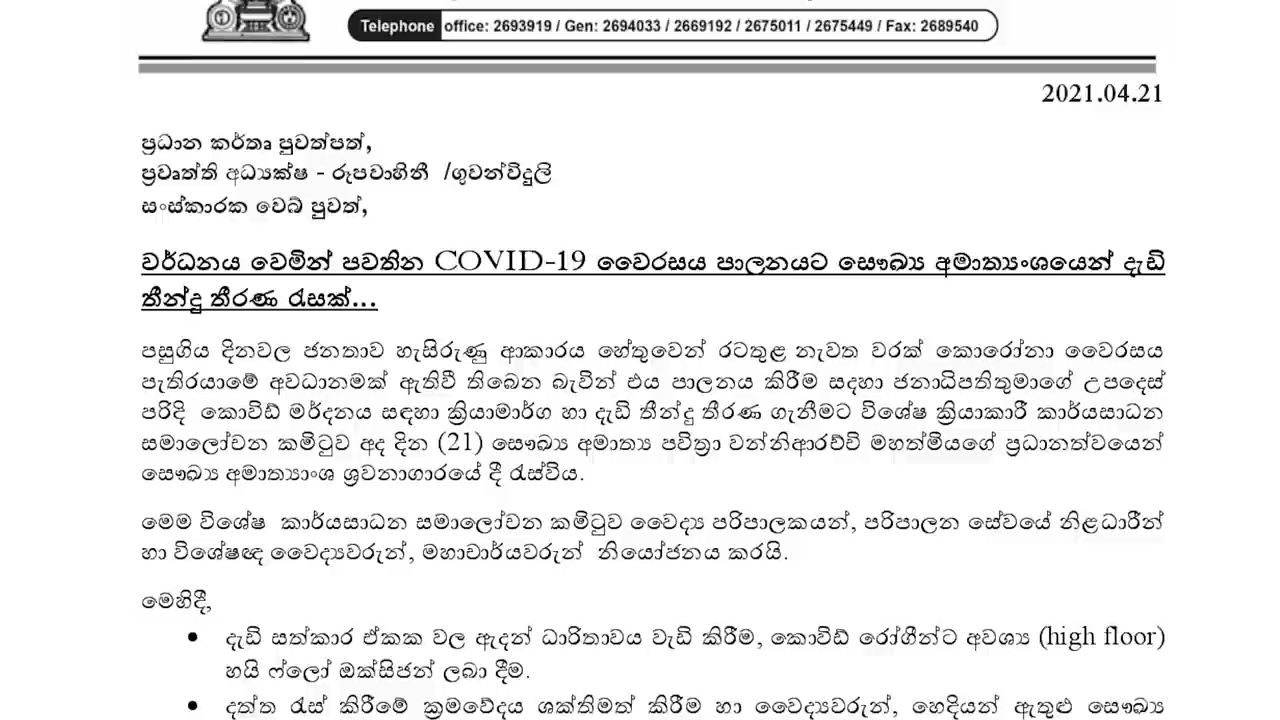 Telephone office: 2693919 / Gen: 2694033 / 2669192 / 2675011 / 2675449 / Fax: 2689540
2021.04.21
ප්‍රධාන කර්තෘ පුවත්පත්,
ප්‍රවෘත්ති අධ්‍යක්ෂ - රූපවාහිනී /ගුවන්විදුලි
සංස්කාරක වෙබ් පුවත්,
වර්ධනය වෙමින් පවතින COVID-19 වෛරසය පාලනයට සෞඛ්‍ය අමාත්‍යංශයෙන් දැඩි
තීන්දු තීරණ රැසක්...
පසුගිය දිනවල ජනතාව හැසිරුණු ආකාරය හේතුවෙන් රටතුළ නැවත වරක් කොරෝනා වෛරසය
පැතිරයාමේ අවධානමක් ඇතිවී තිබෙන බැවින් එය පාලනය කිරීම සදහා ජනාධිපතිතුමාගේ උපදෙස්
පරිදි කොවිඩ් මර්දනය සඳහා ක්‍රියාමාර්ග හා දැඩි තීන්දු තීරණ ගැනීමට විශේෂ ක්‍රියාකාරී කාර්යසාධන
සමාලෝචන කමිටුව අද දින (21) සෞඛ්‍ය අමාත්‍ය පවිත්‍රා වන්නිආරච්චි මහත්මියගේ ප්‍රධානත්වයෙන්
සෞඛ්‍ය අමාත්‍යාංශ ශ්‍රවනාගාරයේ දී රැස්විය.
මෙම විශේෂ කාර්යසාධන සමාලෝචන කමිටුව වෛද්‍ය පරිපාලකයන්, පරිපාලන සේවයේ නිළධාරීන්
හා විශේෂඥ වෛද්‍යවරුන්, මහාචාර්යවරුන් නියෝජනය කරයි.
මෙහිදී,
• දැඩි සත්කාර ඒකක වල ඇදන් ධාරිතාවය වැඩි කිරීම, කොවිඩ් රෝගීන්ට අවශ්‍ය (high floor)
හයි ෆ්ලෝ ඔක්සිජන් ලබා දීම.
• දත්ත රැස් කිරීමේ ක්‍රමවේදය ශක්තිමත් කිරීම හා වෛද්‍යවරුන්, හෙදියන් ඇතුළු සෞඛ්‍ය